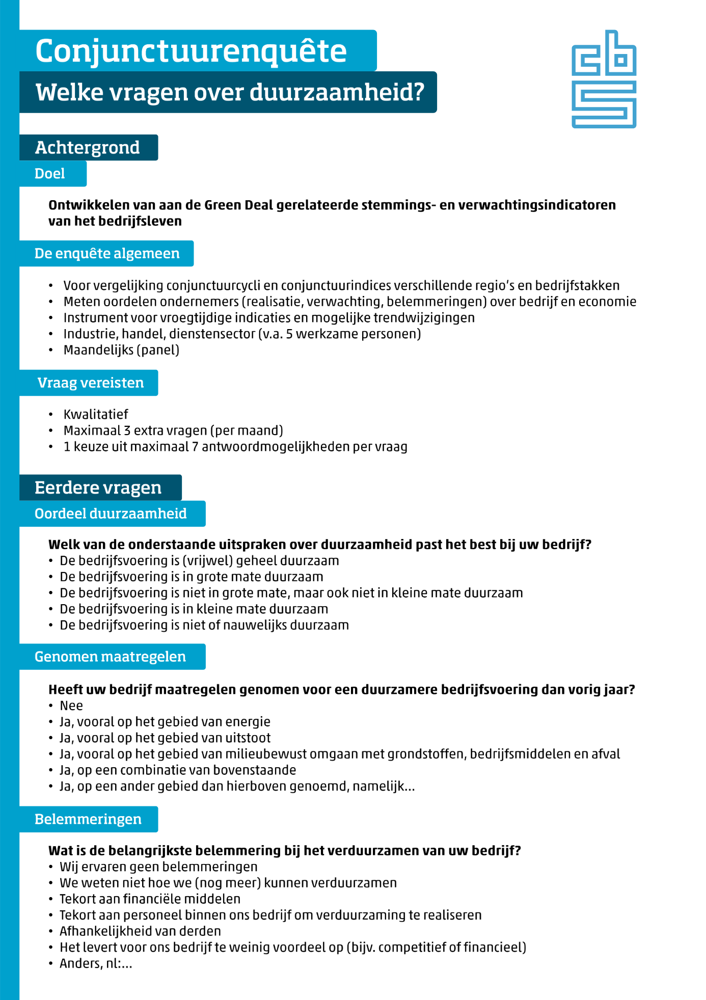 Conjunctuurenquête
Welke vragen over duurzaamheid?
cbs
Achtergrond
Doel
Ontwikkelen van aan de Green Deal gerelateerde stemmings- en verwachtingsindicatoren
van het bedrijfsleven
De enquête algemeen
• Voor vergelijking conjunctuurcycli en conjunctuurindices verschillende regio's en bedrijfstakken
• Meten oordelen ondernemers (realisatie, verwachting, belemmeringen) over bedrijf en economie
• Instrument voor vroegtijdige indicaties en mogelijke trendwijzigingen
• Industrie, handel, dienstensector (v.a. 5 werkzame personen)
• Maandelijks (panel)
Vraag vereisten
• Kwalitatief
• Maximaal 3 extra vragen (per maand)
• 1 keuze uit maximaal 7 antwoordmogelijkheden per vraag
Eerdere vragen
Oordeel duurzaamheid
Welk van de onderstaande uitspraken over duurzaamheid past het best bij uw bedrijf?
• De bedrijfsvoering is (vrijwel) geheel duurzaam
• De bedrijfsvoering is in grote mate duurzaam
• De bedrijfsvoering is niet in grote mate, maar ook niet in kleine mate duurzaam
• De bedrijfsvoering is in kleine mate duurzaam
• De bedrijfsvoering is niet of nauwelijks duurzaam
Genomen maatregelen
Heeft uw bedrijf maatregelen genomen voor een duurzamere bedrijfsvoering dan vorig jaar?
• Nee
• Ja, vooral op het gebied van energie
• Ja, vooral op het gebied van uitstoot
• Ja, vooral op het gebied van milieubewust omgaan met grondstoffen, bedrijfsmiddelen en afval
• Ja, op een combinatie van bovenstaande
• Ja, op een ander gebied dan hierboven genoemd, namelijk...
Belemmeringen
Wat is de belangrijkste belemmering bij het verduurzamen van uw bedrijf?
• Wij ervaren geen belemmeringen
• We weten niet hoe we (nog meer) kunnen verduurzamen
• Tekort aan financiële middelen
• Tekort aan personeel binnen ons bedrijf om verduurzaming te realiseren
• Afhankelijkheid van derden
• Het levert voor ons bedrijf te weinig voordeel op (bijv. competitief of financieel)
• Anders, nl:...